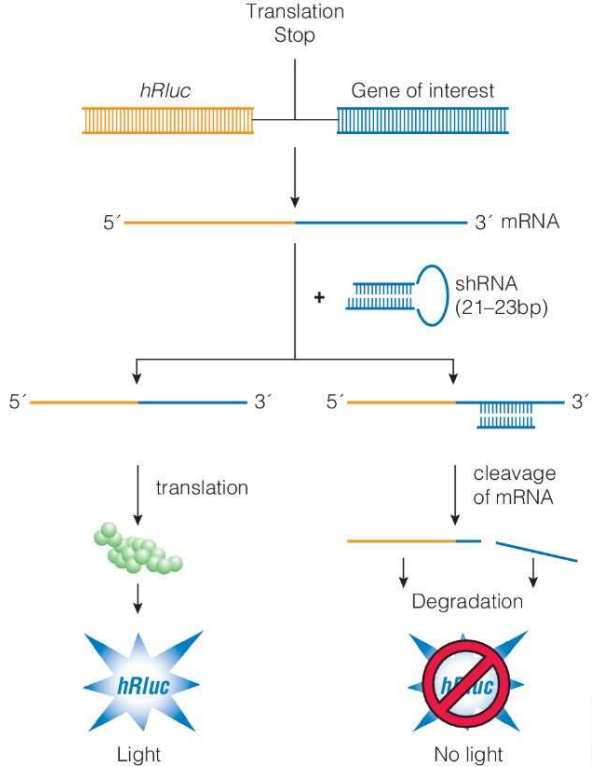 Translation
Stop
hRluc
Gene of interest
5′ 3′ mRNA
+
shRNA
(21–23bp)
5′ 3′
5′ 3′
translation
cleavage
of mRNA
Degradation
hRluc
hRluc
Light
No light